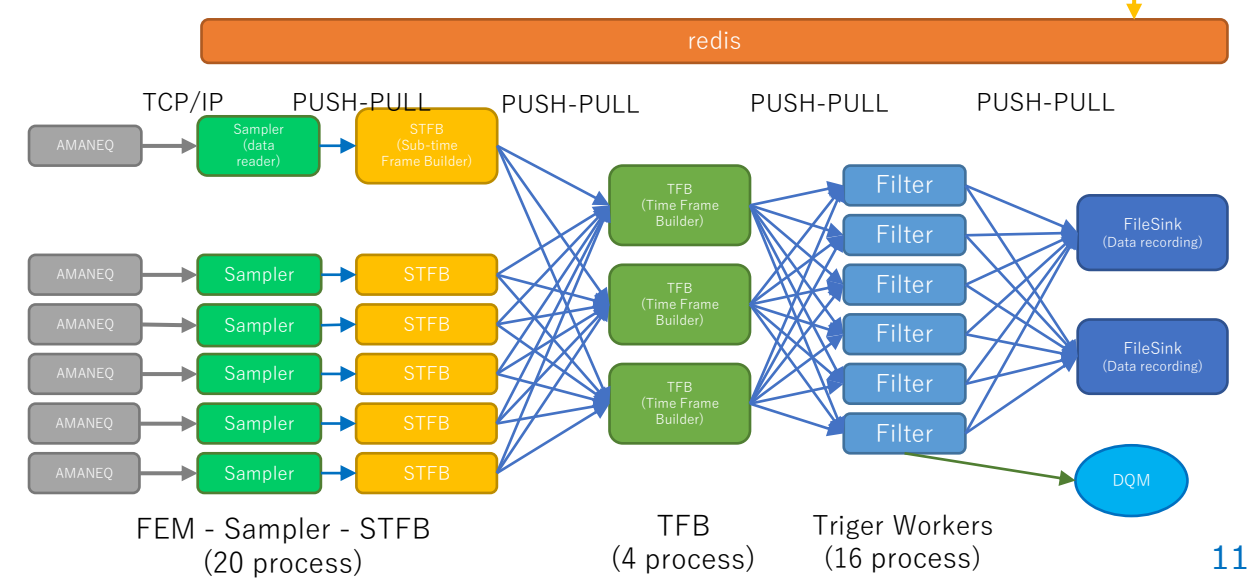 redis
TCP/IP
PUSH-PULL
PUSH-PULL
PUSH-PULL
PUSH-PULL
AMANEQ
Sampler
(data
reader)
STFB
(Sub-time
Frame Builder)
AMANEQ
Sampler
STFB
AMANEQ
Sampler
STFB
AMANEQ
Sampler
STFB
AMANEQ
Sampler
STFB
AMANEQ
Sampler
STFB
TFB
(Time Frame
Builder)
TFB
(Time Frame
Builder)
TFB
(Time Frame
Builder)
Filter
Filter
Filter
Filter
Filter
Filter
FileSink
(Data recording)
FileSink
(Data recording)
DQM
FEM - Sampler - STFB
(20 process)
TFB
(4 process)
Triger Workers
(16 process)
11